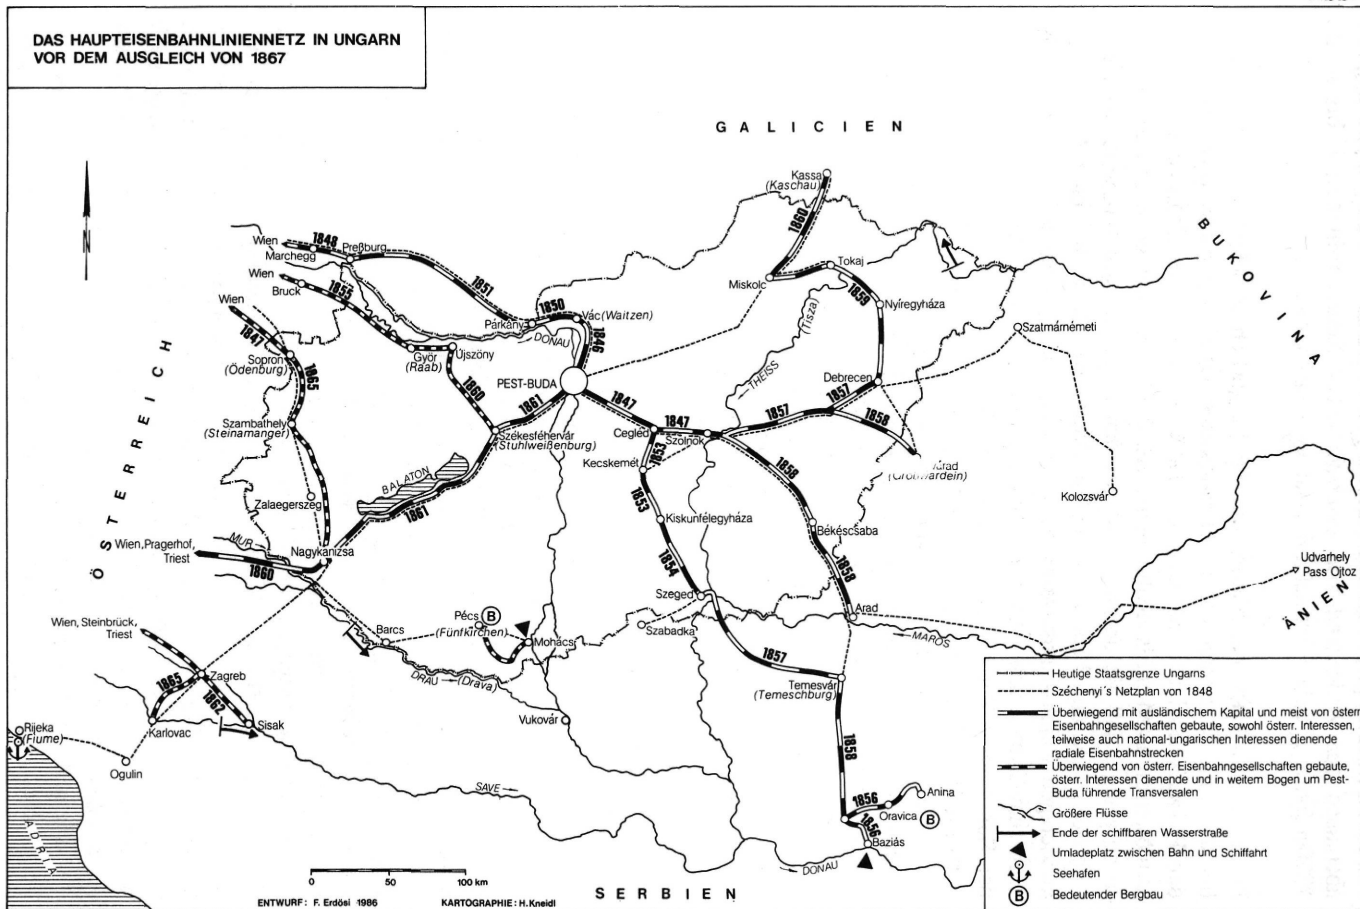 DAS HAUPTEISENBAHNLINIENNETZ IN UNGARN
VOR DEM AUSGLEICH VON 1867
GALICIEN
BUKOVINA
ÖSTERREICH
ÄNIEN
SERBIEN
ADRIA
N
Kassa
(Kaschau)
1860
Wien
1848
Marchegg
Preßburg
Wien
Bruck
1855
1851
1850
Párkány
Vác (Waitzen)
DONAU
1846
Miskolc
Tokaj
1859
Nyíregyháza
(Tisza)
THEISS
Szatmárnémeti
Wien
1847
Sopron
(Ödenburg)
1865
Györ
(Raab)
Újszöny
1860
PEST-BUDA
1861
1847
Debrecen
1857
1857
1858
Szambathely
(Steinamanger)
Székesfehérvár
(Stuhlweißenburg)
Cegléd
1847
Szolnok
1853
Kecskemét
1858
(Großwardein)
Kolozsvár
BALATON
1861
Zalaegerszeg
1853
Kiskunfélegyháza
Békéscsaba
MUR
Nagykanizsa
Wien, Pragerhof,
Triest
1860
1854
1858
Udvarhely
Pass Ojtoz
Szeged
Arad
Pécs
B
(Fünfkirchen)
Wien, Steinbrück,
Triest
Barcs
Mohács
Szabadka
MAROS
DRAU (Drava)
1857
Temesvár
(Temeschburg)
1865
Zagreb
1862
Karlovac
Sisak
Vukovár
Rijeka
(Fiume)
Ogulin
1858
SAVE
1856
Anina
Oravica
B
1856
Baziás
DONAU
0 50 100 km
ENTWURF: F. Erdösi 1986 KARTOGRAPHIE: H. Kneidl
Heutige Staatsgrenze Ungarns
Széchenyi's Netzplan von 1848
Überwiegend mit ausländischem Kapital und meist von österr
Eisenbahngesellschaften gebaute, sowohl österr. Interessen,
teilweise auch national-ungarischen Interessen dienende
radiale Eisenbahnstrecken
Überwiegend von österr. Eisenbahngesellschaften gebaute,
österr. Interessen dienende und in weitem Bogen um Pest-
Buda führende Transversalen
Größere Flüsse
Ende der schiffbaren Wasserstraße
Umladeplatz zwischen Bahn und Schiffahrt
Seehafen
B Bedeutender Bergbau